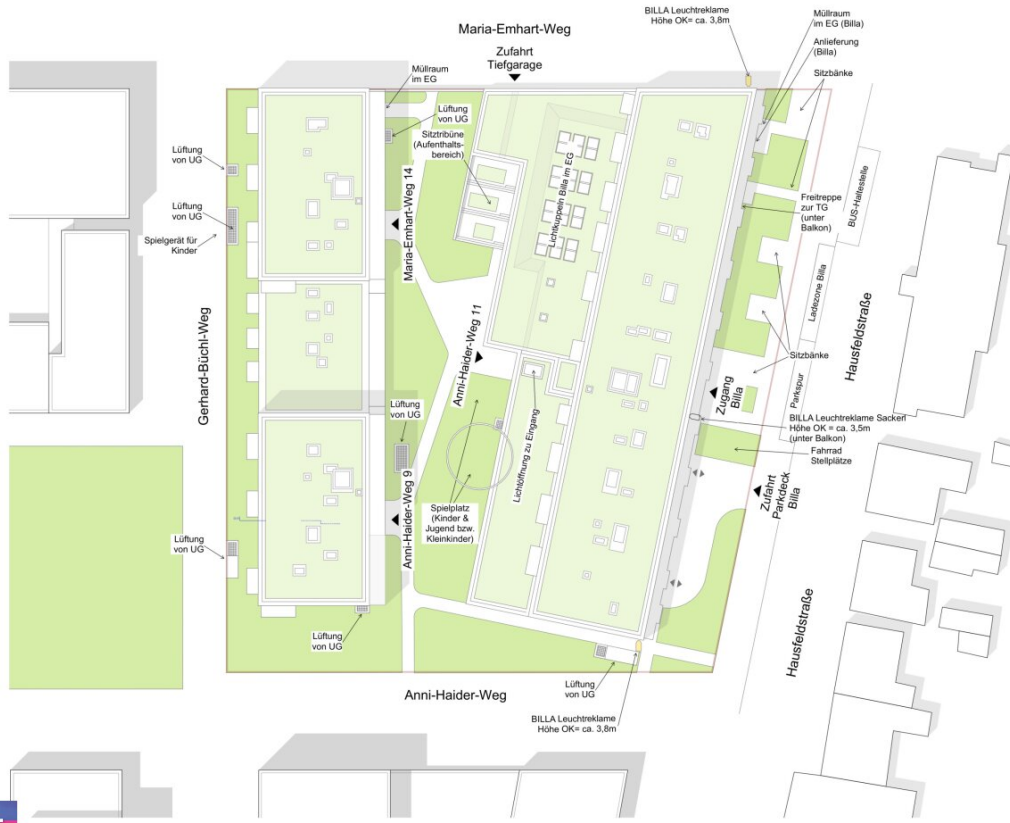 BILLA Leuchtreklame
Höhe OK= ca. 3,8m
Müllraum
im EG (Billa)
Anlieferung
(Billa)
Sitzbänke
Maria-Emhart-Weg
Zufahrt
Tiefgarage
Müllraum
im EG
Lüftung
von UG
Sitztribüne
(Aufenthalts-
bereich)
Lüftung
von UG
Lüftung
von UG
Spielgerät für
Kinder
Maria-Emhart-Weg 14
Lichtkuppeln Billa im EG
Freitreppe
zur TG
(unter
Balkon)
BUS-Haltestelle
Ladezone Billa
Hausfeldstraße
Gerhard-Büchl-Weg
Anni-Haider-Weg 11
Sitzbänke
Parkspur
Zugang
Billa
Lüftung
von UG
BILLA Leuchtreklame Sackerl
Höhe OK = ca. 3,5m
(unter Balkon)
Fahrrad
Stellplätze
Lichtöffnung zu Eingang
Zufahrt
Parkdeck
Billa
Spielplatz
(Kinder &
Jugend bzw.
Kleinkinder)
Anni-Haider-Weg 9
Lüftung
von UG
Lüftung
von UG
Hausfeldstraße
Lüftung
von UG
Anni-Haider-Weg
BILLA Leuchtreklame
Höhe OK= ca. 3,8m